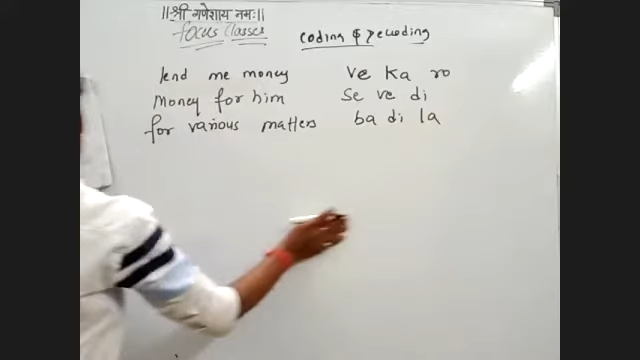 ||श्री गणेशाय नमः||
focus Classes
Coding & Decoding
lend me money ve ka ro
Money for him se ve di
for various matters ba di la